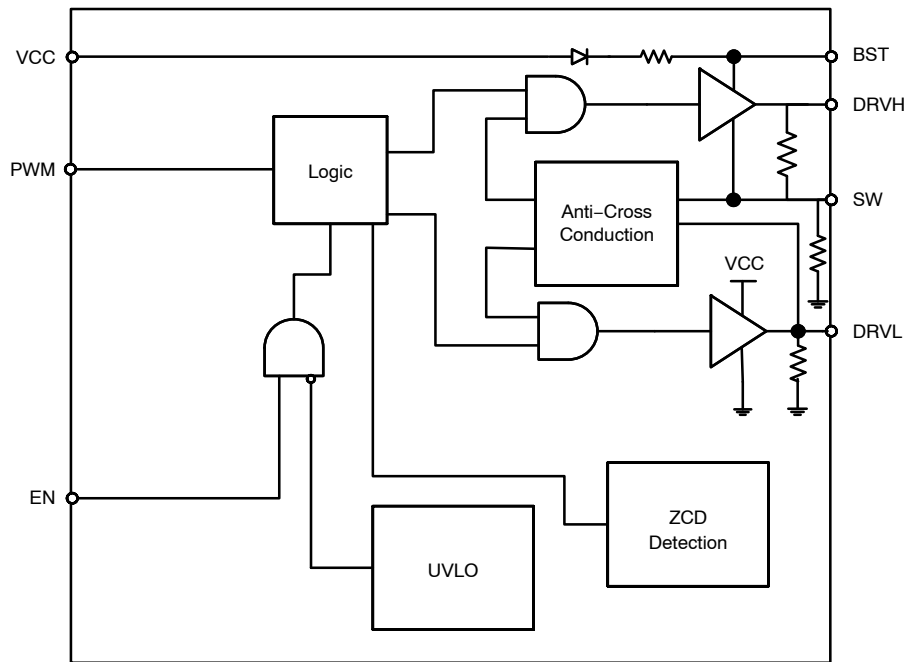 VCC
BST
DRVH
PWM
Logic
SW
Anti−Cross
Conduction
VCC
DRVL
EN
ZCD
Detection
UVLO